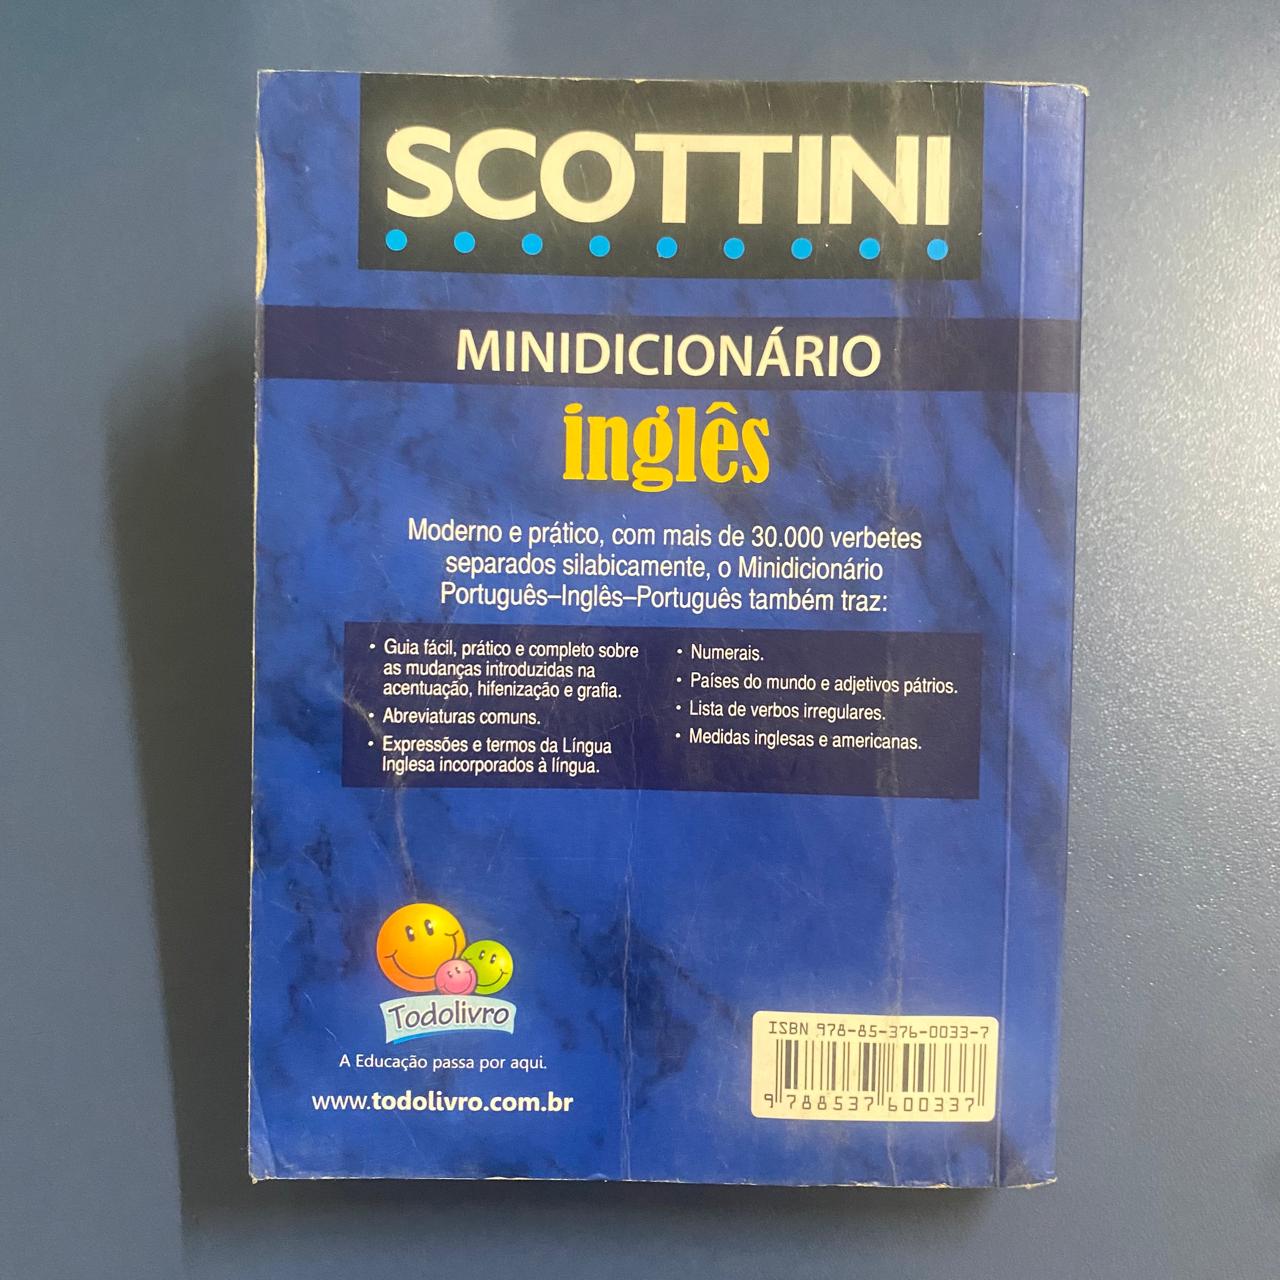 SCOTTINI
MINIDICIONÁRIO
inglês
Moderno e prático, com mais de 30.000 verbetes
separados silabicamente, o Minidicionário
Português–Inglês–Português também traz:
• Guia fácil, prático e completo sobre
as mudanças introduzidas na
acentuação, hifenização e grafia.
• Abreviaturas comuns.
• Expressões e termos da Língua
Inglesa incorporados à língua.
• Numerais.
• Países do mundo e adjetivos pátrios.
• Lista de verbos irregulares.
• Medidas inglesas e americanas.
Todolivro
A Educação passa por aqui.
www.todolivro.com.br
ISBN 978-85-376-0033-7
9 788537 600337